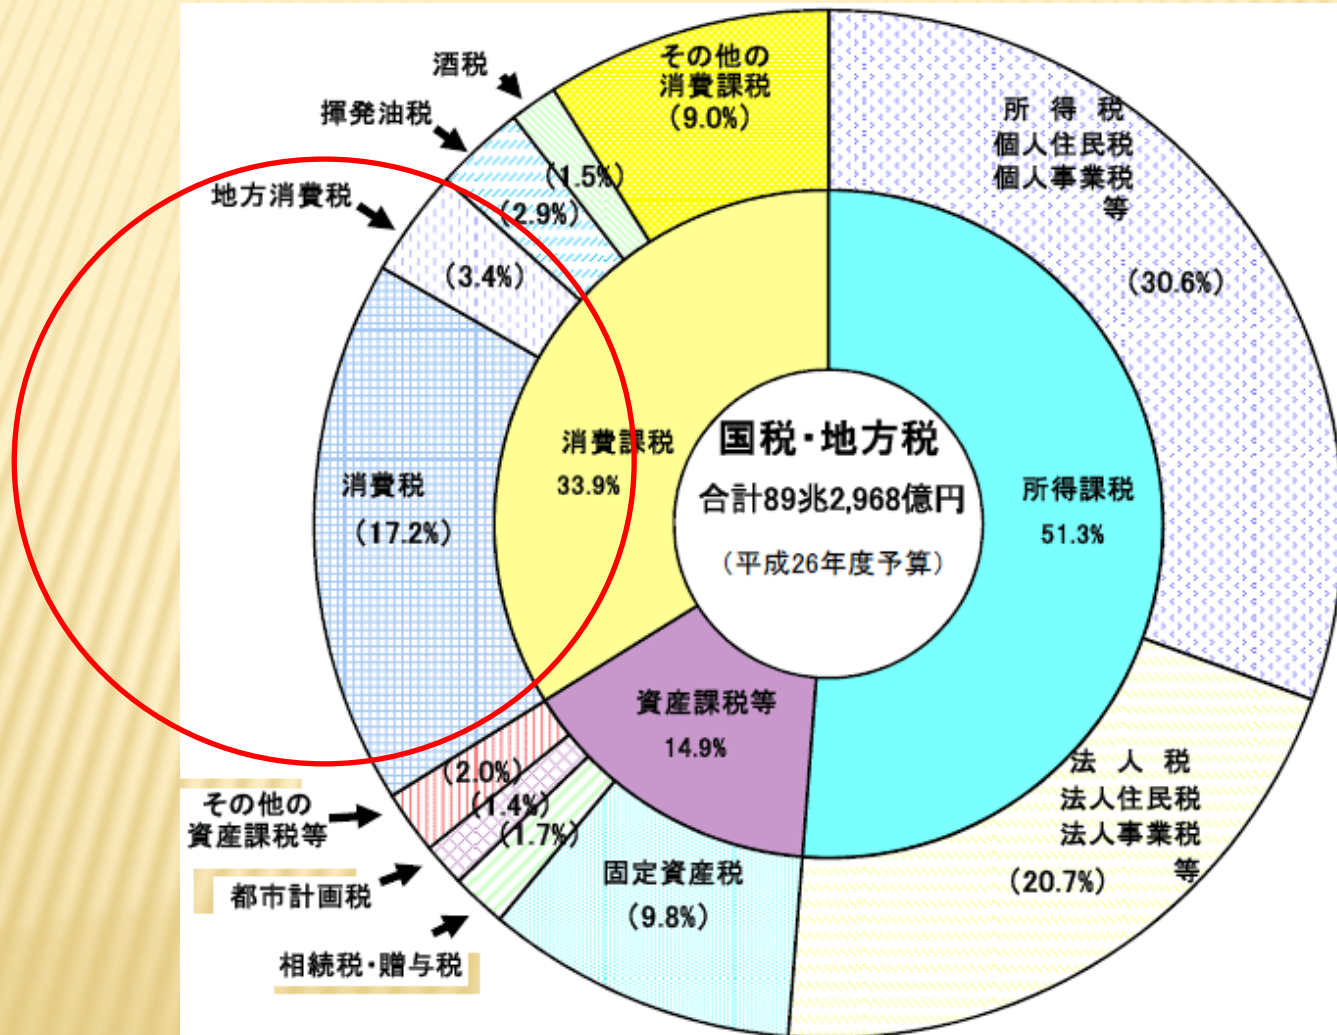 酒税
揮発油税
地方消費税
その他の
消費課税
(9.0%)
(1.5%)
(2.9%)
(3.4%)
所 得 税
個人住民税
個人事業税
等
(30.6%)
消費税
(17.2%)
消費課税
33.9%
国税・地方税
合計89兆2,968億円
(平成26年度予算)
所得課税
51.3%
資産課税等
14.9%
法 人 税
法人住民税
法人事業税
等
(20.7%)
(2.0%)
(1.4%)
(1.7%)
その他の
資産課税等
都市計画税
相続税・贈与税
固定資産税
(9.8%)